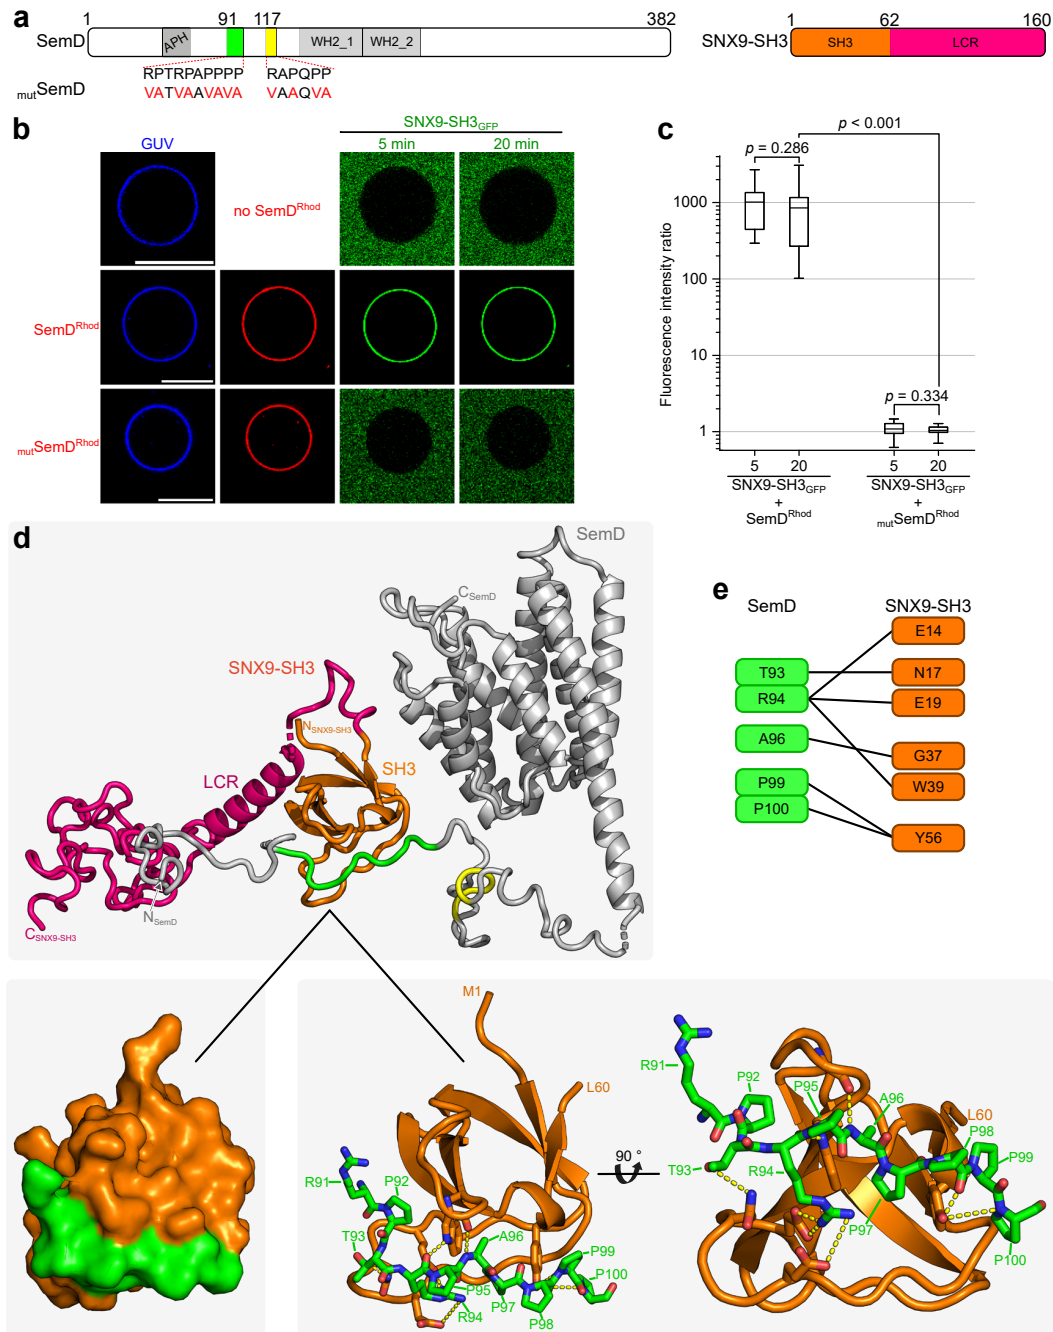 a
1 91 117 382
SemD APH WH2_1 WH2_2
RPTRPAPPPP RAPQPP
mutSemD VATVAAVAVA VAAQVA
1 62 160
SNX9-SH3 SH3 LCR
b
SNX9-SH3GFP
GUV 5 min 20 min
no SemDRhod
SemDRhod
mutSemDRhod
c
p < 0.001
p = 0.286
p = 0.334
Fluorescence intensity ratio
1000
100
10
1
5 20 5 20
SNX9-SH3GFP SNX9-SH3GFP
+ +
SemDRhod mutSemDRhod
d
SemD
CSemD
SNX9-SH3
NSNX9-SH3
SH3
LCR
NSemD
CSNX9-SH3
e
SemD SNX9-SH3
E14
T93 N17
R94 E19
A96 G37
P99 W39
P100 Y56
M1
L60
R91
P92
T93
A96
P99
P100
P95
R94
P97
P98
90 °
R91
P92
P95
A96
L60
P98
P99
T93
R94
P97
P100